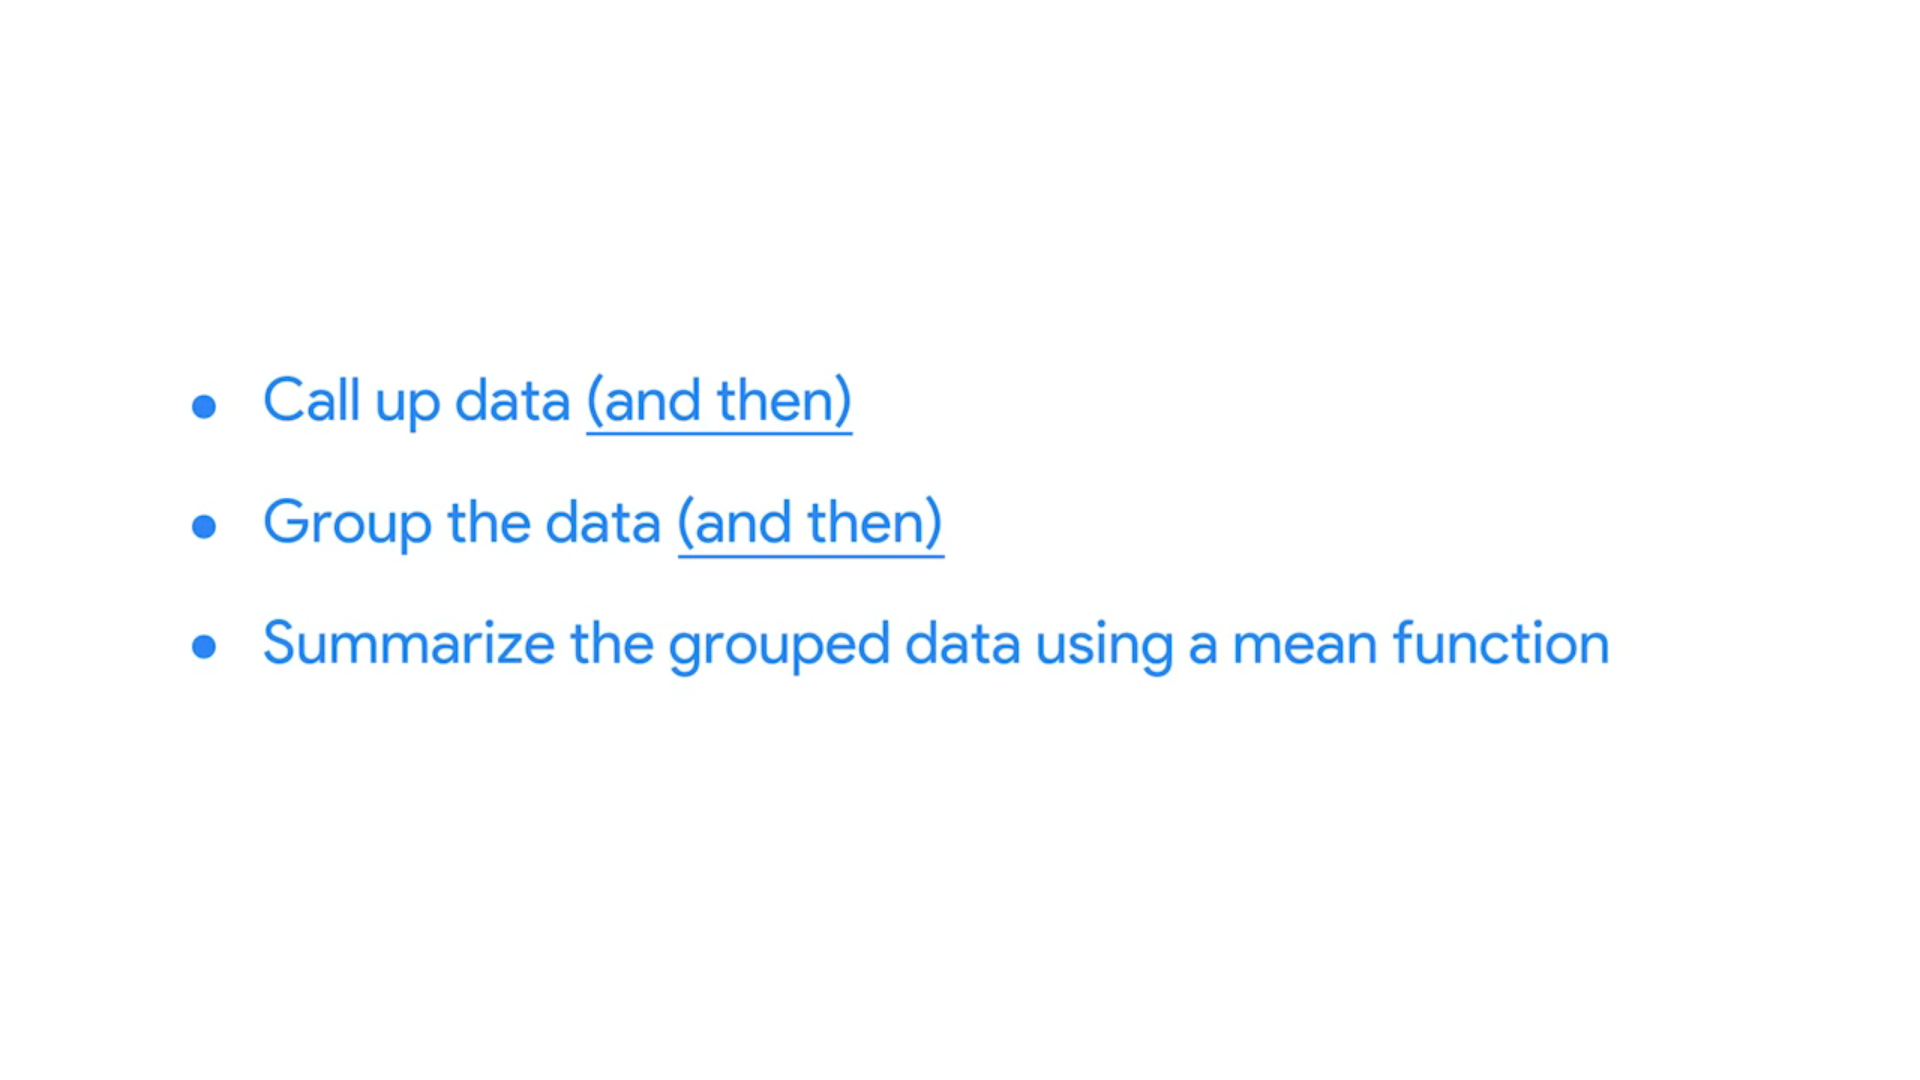 • Call up data (and then)
• Group the data (and then)
• Summarize the grouped data using a mean function